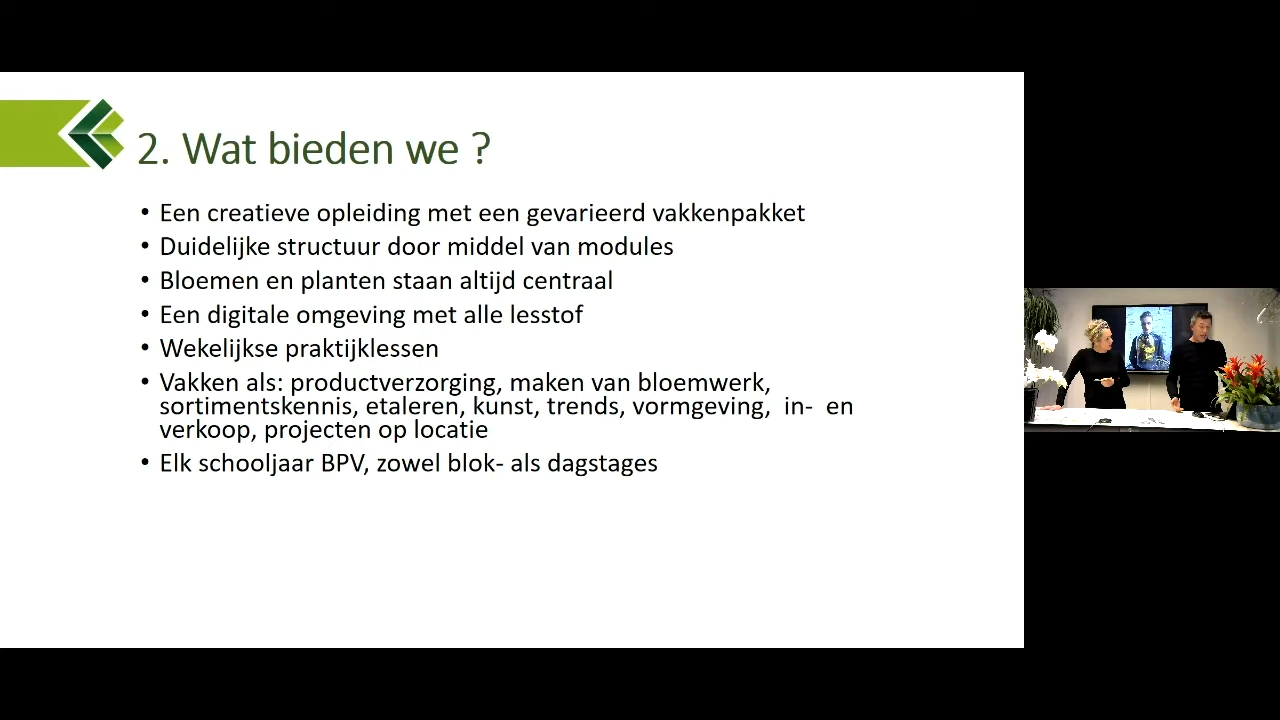 2. Wat bieden we ?
• Een creatieve opleiding met een gevarieerd vakkenpakket
• Duidelijke structuur door middel van modules
• Bloemen en planten staan altijd centraal
• Een digitale omgeving met alle lesstof
• Wekelijkse praktijklessen
• Vakken als: productverzorging, maken van bloemwerk,
sortimentskennis, etaleren, kunst, trends, vormgeving,  in-  en
verkoop, projecten op locatie
• Elk schooljaar BPV, zowel blok- als dagstages